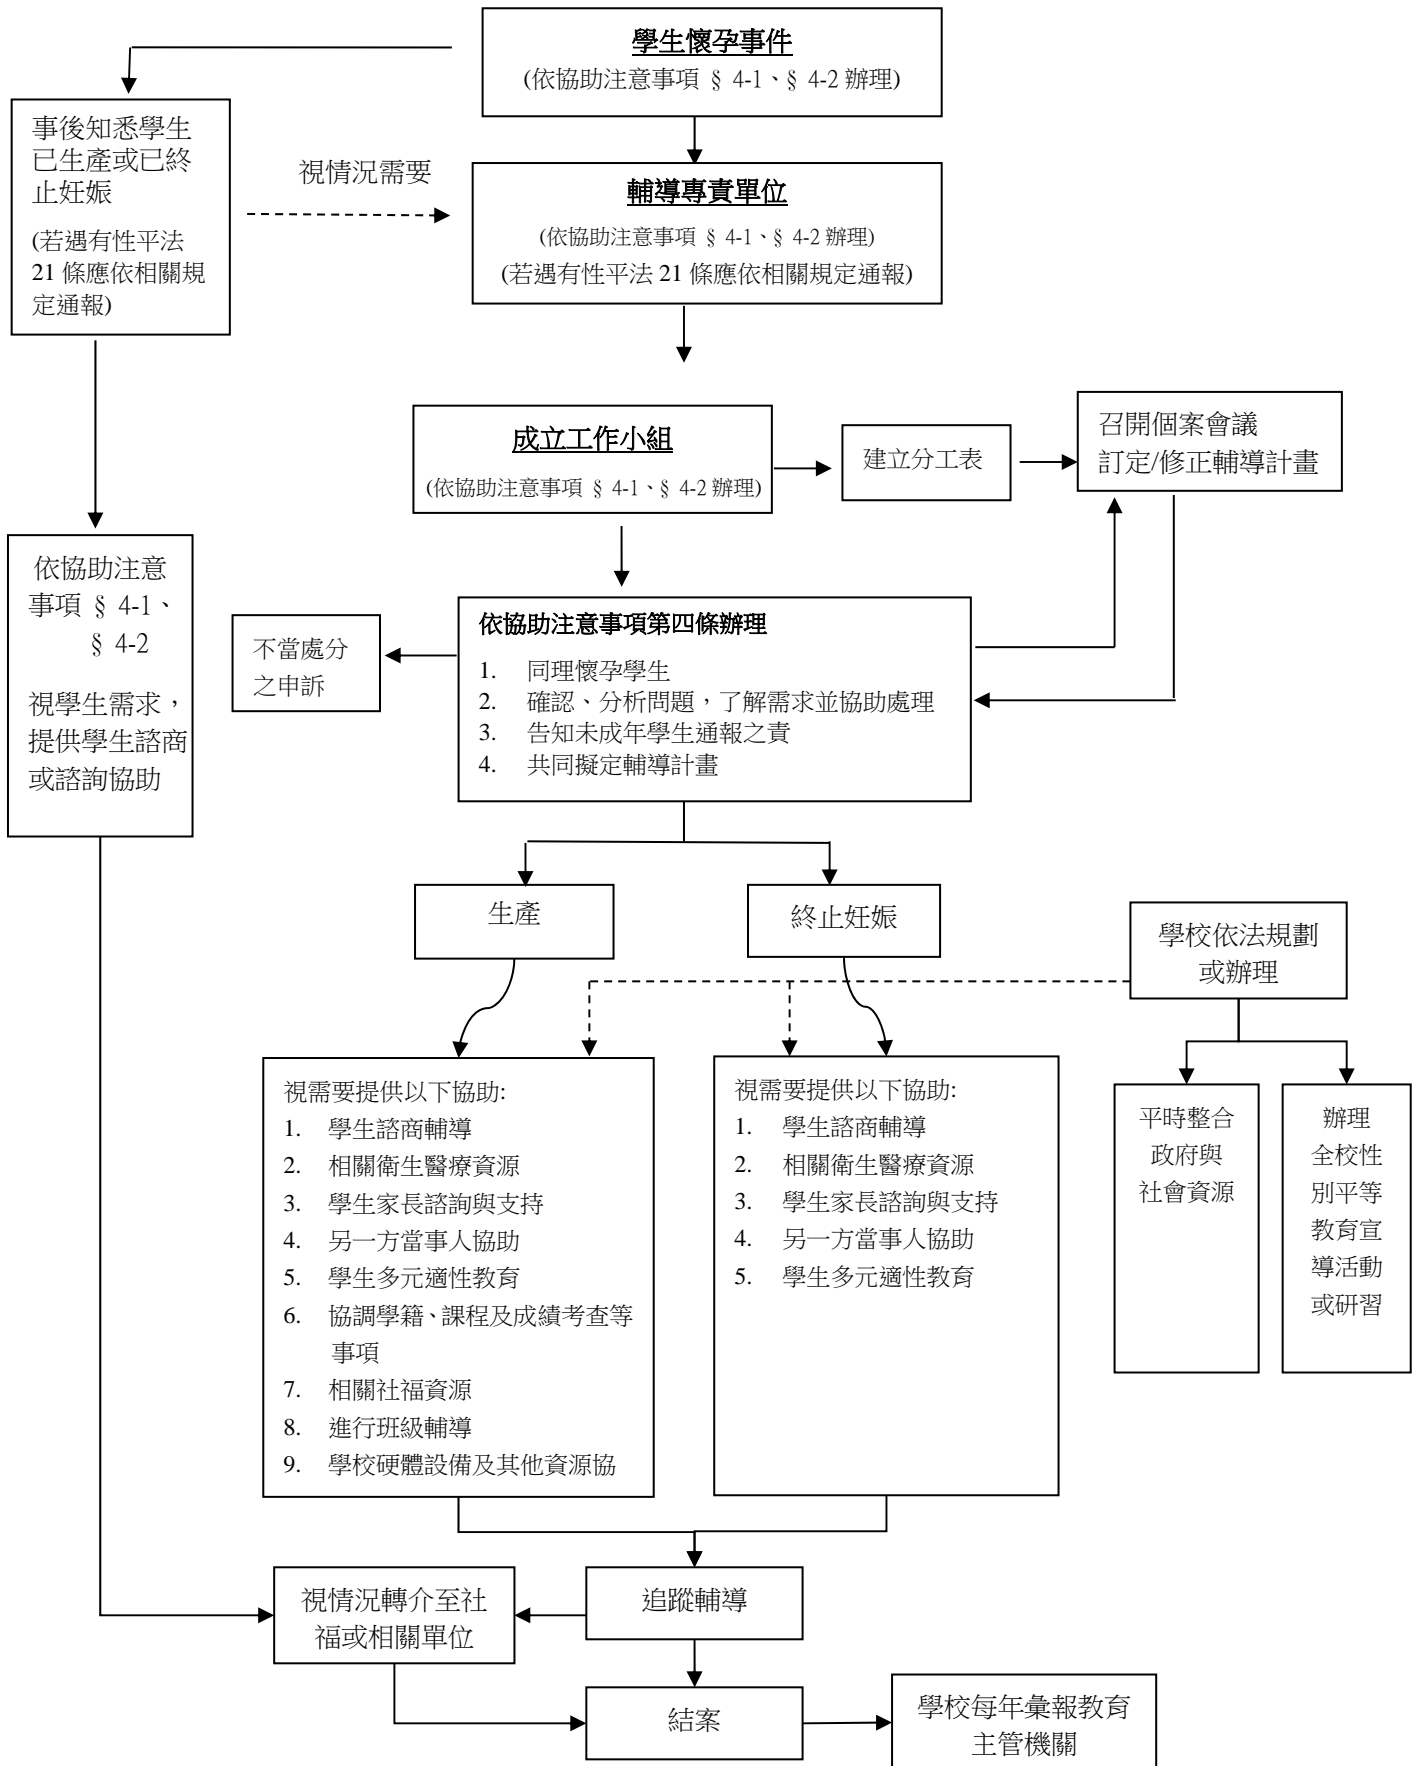 學生懷孕事件
(依協助注意事項 § 4-1、§ 4-2 辦理)
事後知悉學生
已生產或已終
止妊娠
(若遇有性平法
21 條應依相關規
定通報)
視情況需要
輔導專責單位
(依協助注意事項 § 4-1、§ 4-2 辦理)
(若遇有性平法 21 條應依相關規定通報)
成立工作小組
(依協助注意事項 § 4-1、§ 4-2 辦理)
建立分工表
召開個案會議
訂定/修正輔導計畫
依協助注意
事項 § 4-1、
§ 4-2
視學生需求，
提供學生諮商
或諮詢協助
不當處分
之申訴
依協助注意事項第四條辦理
1. 同理懷孕學生
2. 確認、分析問題，了解需求並協助處理
3. 告知未成年學生通報之責
4. 共同擬定輔導計畫
生產
終止妊娠
學校依法規劃
或辦理
視需要提供以下協助:
1. 學生諮商輔導
2. 相關衛生醫療資源
3. 學生家長諮詢與支持
4. 另一方當事人協助
5. 學生多元適性教育
6. 協調學籍、課程及成績考查等
事項
7. 相關社福資源
8. 進行班級輔導
9. 學校硬體設備及其他資源協
視需要提供以下協助:
1. 學生諮商輔導
2. 相關衛生醫療資源
3. 學生家長諮詢與支持
4. 另一方當事人協助
5. 學生多元適性教育
平時整合
政府與
社會資源
辦理
全校性
別平等
教育宣
導活動
或研習
視情況轉介至社
福或相關單位
追蹤輔導
結案
學校每年彙報教育
主管機關